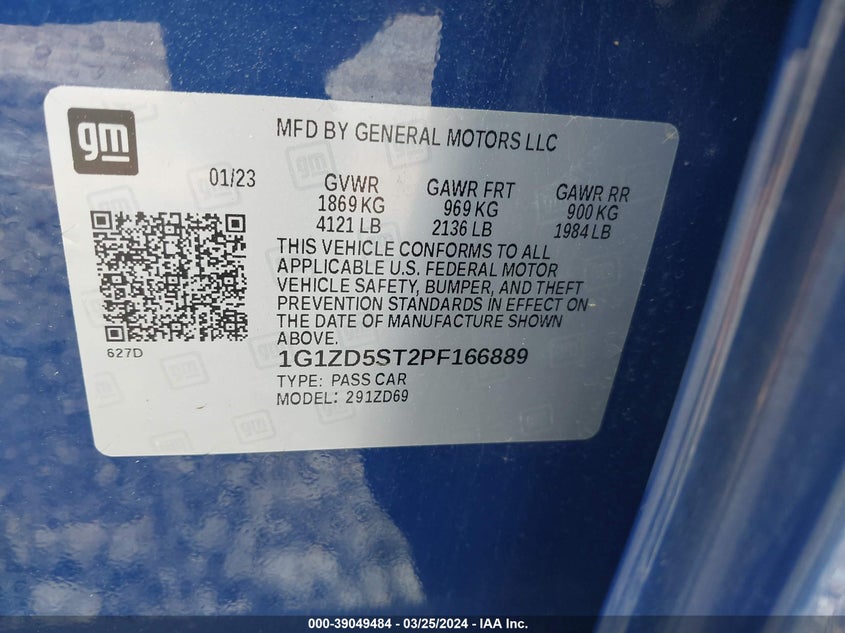 gm
MFD BY GENERAL MOTORS LLC
01/23
GVWR GAWR FRT GAWR RR
1869 KG 969 KG 900 KG
4121 LB 2136 LB 1984 LB
THIS VEHICLE CONFORMS TO ALL
APPLICABLE U.S. FEDERAL MOTOR
VEHICLE SAFETY, BUMPER, AND THEFT
PREVENTION STANDARDS IN EFFECT ON
THE DATE OF MANUFACTURE SHOWN
ABOVE.
627D
1G1ZD5ST2PF166889
TYPE: PASS CAR
MODEL: 291ZD69
000-39049484 — 03/25/2024 — IAA Inc.